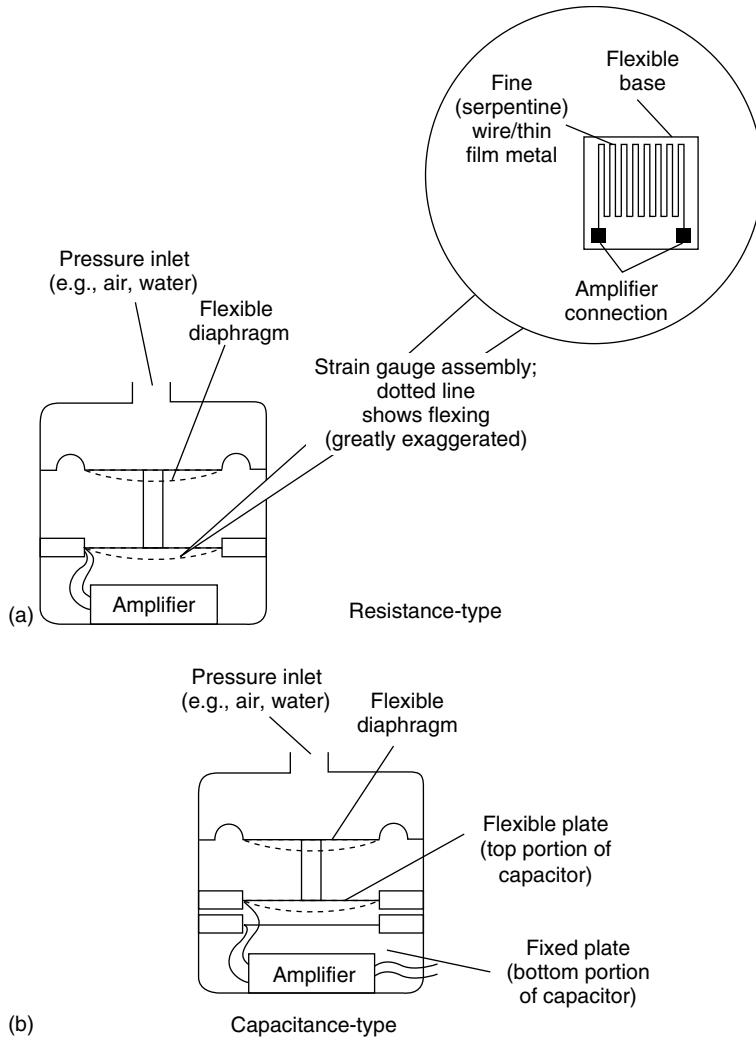 Flexible
base
Fine
(serpentine)
wire/thin
film metal
Amplifier
connection
Pressure inlet
(e.g., air, water)
Flexible
diaphragm
Strain gauge assembly;
dotted line
shows flexing
(greatly exaggerated)
Amplifier
(a)
Resistance-type
Pressure inlet
(e.g., air, water)
Flexible
diaphragm
Flexible plate
(top portion of
capacitor)
Fixed plate
(bottom portion
of capacitor)
Amplifier
(b)
Capacitance-type